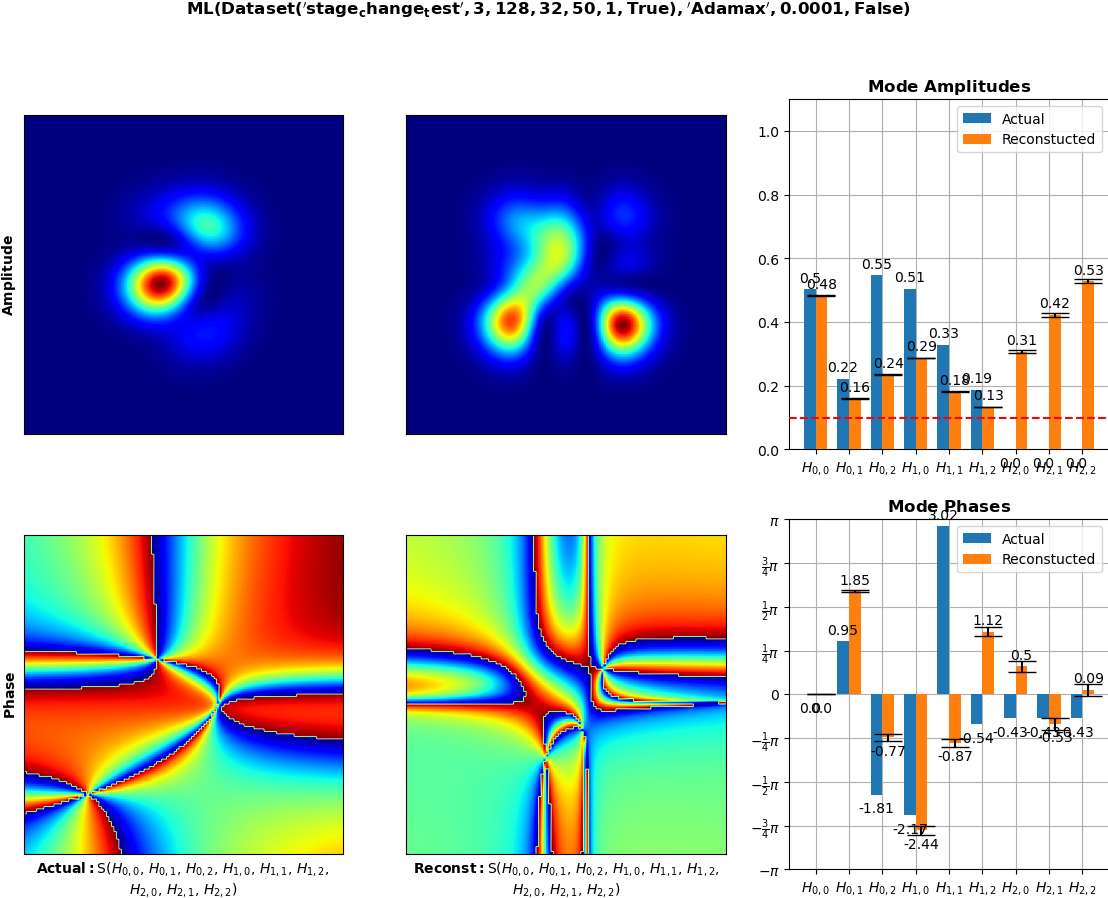 ML(Dataset('stage_change_test', 3, 128, 32, 50, 1, True), 'Adamax', 0.0001, False)
Amplitude
Mode Amplitudes
Actual
Reconstucted
1.0
0.8
0.6
0.4
0.2
0.0
0.5
0.48
0.22
0.16
0.55
0.24
0.51
0.29
0.33
0.18
0.19
0.13
0.0
0.31
0.0
0.42
0.0
0.53
H0,0 H0,1 H0,2 H1,0 H1,1 H1,2 H2,0 H2,1 H2,2
Phase
Actual: S(H0,0, H0,1, H0,2, H1,0, H1,1, H1,2,
H2,0, H2,1, H2,2)
Reconst: S(H0,0, H0,1, H0,2, H1,0, H1,1, H1,2,
H2,0, H2,1, H2,2)
Mode Phases
Actual
Reconstucted
π
3/4π
1/2π
1/4π
0
−1/4π
−1/2π
−3/4π
−π
0.0
0.0
0.95
1.85
-1.81
-0.77
-2.17
-2.44
3.02
-0.87
-0.54
1.12
-0.43
0.5
-0.43
-0.53
-0.43
0.09
H0,0 H0,1 H0,2 H1,0 H1,1 H1,2 H2,0 H2,1 H2,2